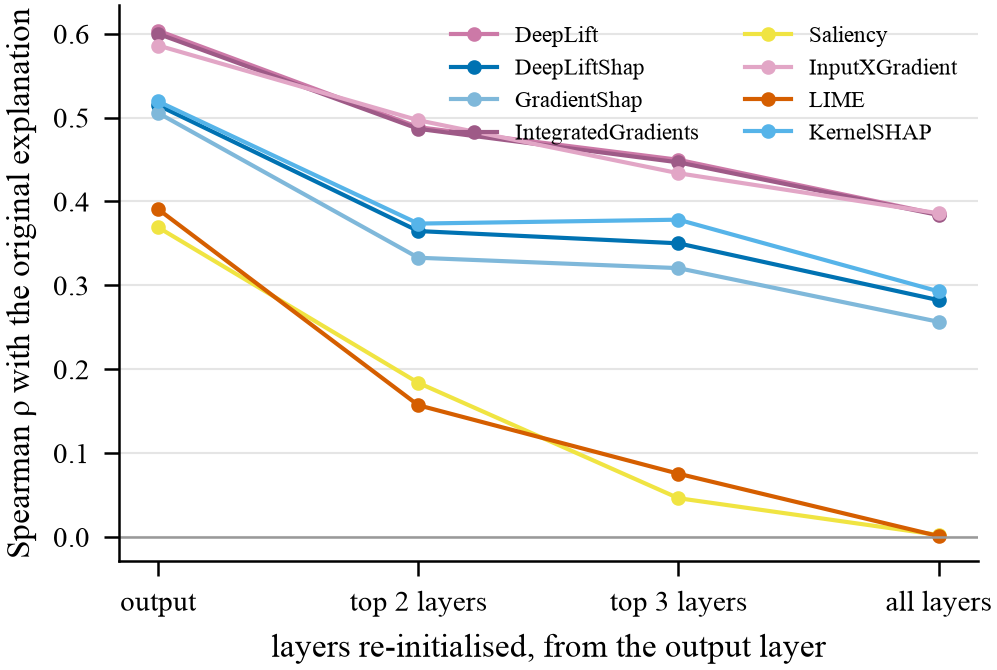 Spearman ρ with the original explanation
0.6
0.5
0.4
0.3
0.2
0.1
0.0
DeepLift
DeepLiftShap
GradientShap
IntegratedGradients
Saliency
InputXGradient
LIME
KernelSHAP
output
top 2 layers
top 3 layers
all layers
layers re-initialised, from the output layer